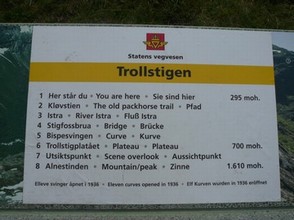 Statens vegvesen
Trollstigen
1 Her står du • You are here • Sie sind hier 295 moh.
2 Kløvstien • The old packhorse trail • Pfad
3 Istra • River Istra • Fluß Istra
4 Stigfossbrua • Bridge • Brücke
5 Bispesvingen • Curve • Kurve
6 Trollstigplatået • Plateau • Plateau 700 moh.
7 Utsiktspunkt • Scene overlook • Aussichtpunkt
8 Alnestinden • Mountain/peak • Zinne 1.610 moh.
Elleve svinger åpnet i 1936 • Eleven curves opened in 1936 • Elf Kurven wurden in 1936 eröffnet